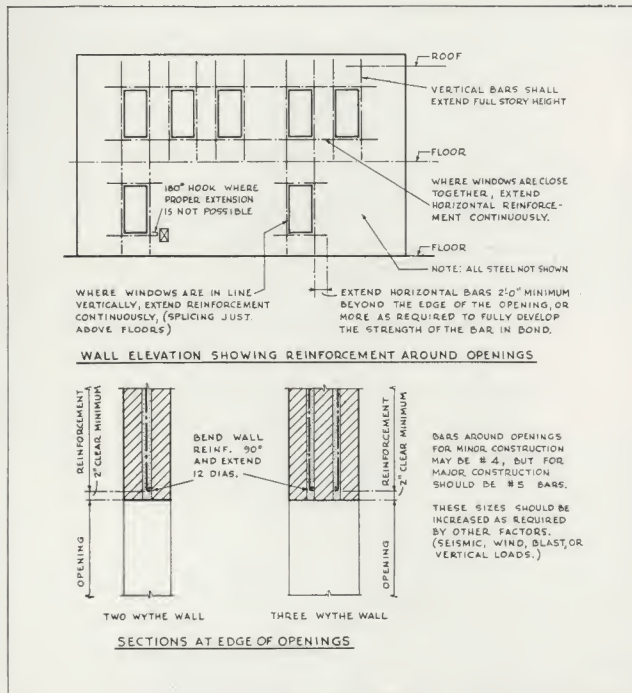 ROOF
VERTICAL BARS SHALL
EXTEND FULL STORY HEIGHT
FLOOR
180° HOOK WHERE
PROPER EXTENSION
IS NOT POSSIBLE
WHERE WINDOWS ARE CLOSE
TOGETHER, EXTEND
HORIZONTAL REINFORCE-
MENT CONTINUOUSLY.
FLOOR
NOTE: ALL STEEL NOT SHOWN
WHERE WINDOWS ARE IN LINE
VERTICALLY, EXTEND REINFORCEMENT
CONTINUOUSLY, (SPLICING JUST
ABOVE FLOORS)
EXTEND HORIZONTAL BARS 2'-0" MINIMUM
BEYOND THE EDGE OF THE OPENING, OR
MORE AS REQUIRED TO FULLY DEVELOP
THE STRENGTH OF THE BAR IN BOND.
WALL ELEVATION SHOWING REINFORCEMENT AROUND OPENINGS
REINFORCEMENT
2" CLEAR MINIMUM
OPENING
BEND WALL
REINF. 90°
AND EXTEND
12 DIAS.
REINFORCEMENT
2" CLEAR MINIMUM
OPENING
BARS AROUND OPENINGS
FOR MINOR CONSTRUCTION
MAY BE #4, BUT FOR
MAJOR CONSTRUCTION
SHOULD BE #5 BARS.
THESE SIZES SHOULD BE
INCREASED AS REQUIRED
BY OTHER FACTORS.
(SEISMIC, WIND, BLAST, OR
VERTICAL LOADS.)
TWO WYTHE WALL
THREE WYTHE WALL
SECTIONS AT EDGE OF OPENINGS